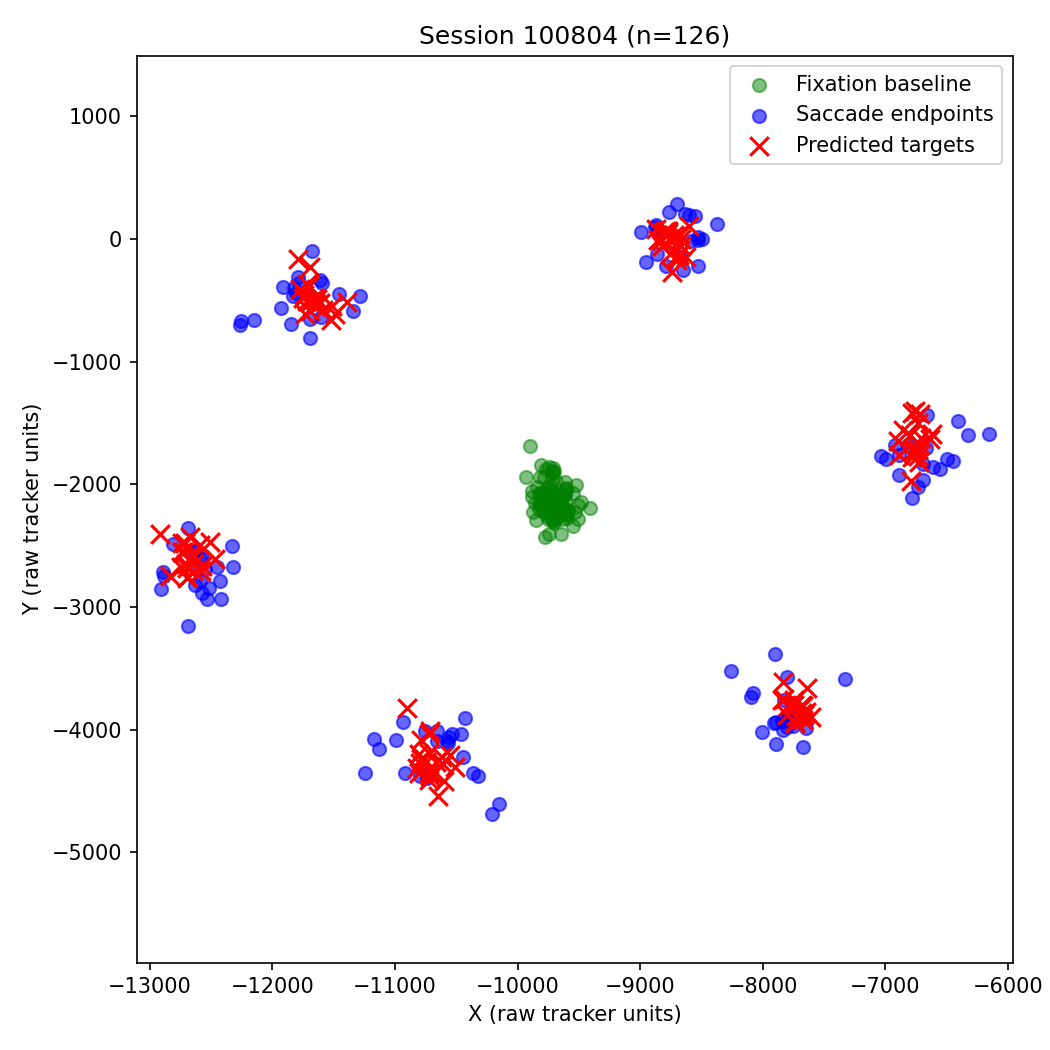 Session 100804 (n=126)
Fixation baseline
Saccade endpoints
Predicted targets
1000
0
−1000
−2000
−3000
−4000
−5000
Y (raw tracker units)
−13000 −12000 −11000 −10000 −9000 −8000 −7000 −6000
X (raw tracker units)